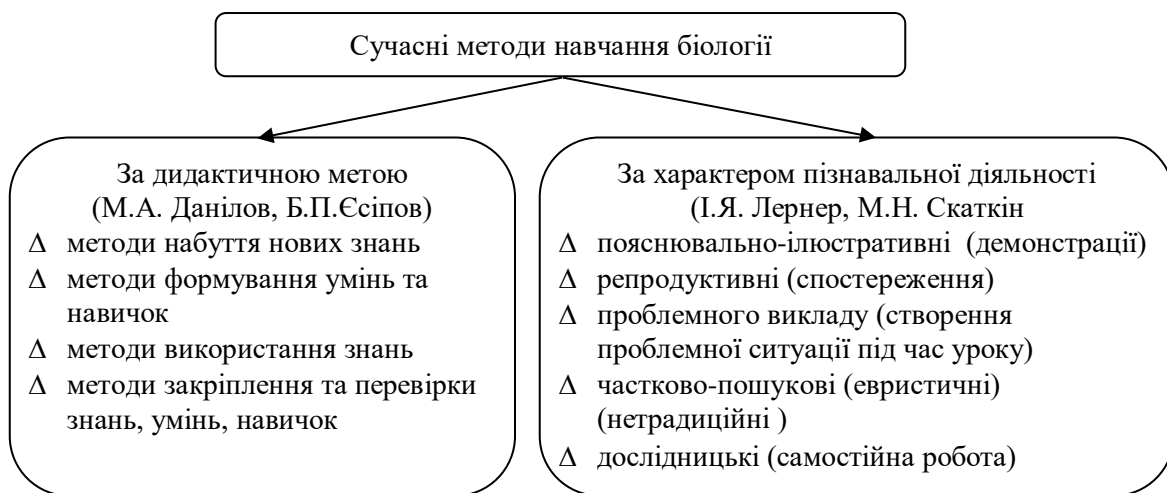 Сучасні методи навчання біології
За дидактичною метою
(М.А. Данілов, Б.П.Єсіпов)
Δ методи набуття нових знань
Δ методи формування умінь та
навичок
Δ методи використання знань
Δ методи закріплення та перевірки
знань, умінь, навичок
За характером пізнавальної діяльності
(І.Я. Лернер, М.Н. Скаткін
Δ пояснювально-ілюстративні (демонстрації)
Δ репродуктивні (спостереження)
Δ проблемного викладу (створення
проблемної ситуації під час уроку)
Δ частково-пошукові (евристичні)
(нетрадиційні )
Δ дослідницькі (самостійна робота)